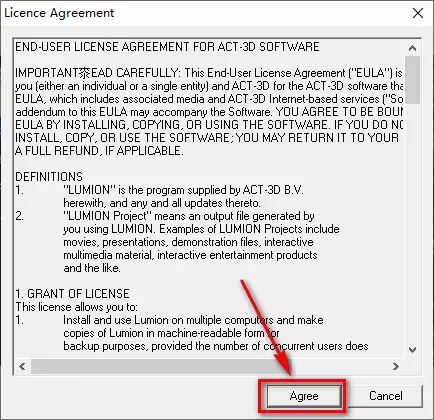 Licence Agreement
END-USER LICENSE AGREEMENT FOR ACT-3D SOFTWARE
IMPORTANT桼EAD CAREFULLY: This End-User License Agreement ("EULA") is
you (either an individual or a single entity) and ACT-3D for the ACT-3D software tha
EULA, which includes associated media and ACT-3D Internet-based services ("So
addendum to this EULA may accompany the Software. YOU AGREE TO BE BOUN
EULA BY INSTALLING, COPYING, OR USING THE SOFTWARE. IF YOU DO NO
INSTALL, COPY, OR USE THE SOFTWARE; YOU MAY RETURN IT TO YOUR
A FULL REFUND, IF APPLICABLE.
DEFINITIONS
1. "LUMION" is the program supplied by ACT-3D B.V.
herewith, and any and all updates thereto.
2. "LUMION Project" means an output file generated by
you using LUMION. Examples of LUMION Projects include
movies, presentations, demonstration files, interactive
multimedia material, interactive entertainment products
and the like.
1. GRANT OF LICENSE
This license allows you to:
1. Install and use Lumion on multiple computers and make
copies of Lumion in machine-readable form for
backup purposes, provided the number of concurrent users does
Agree Cancel